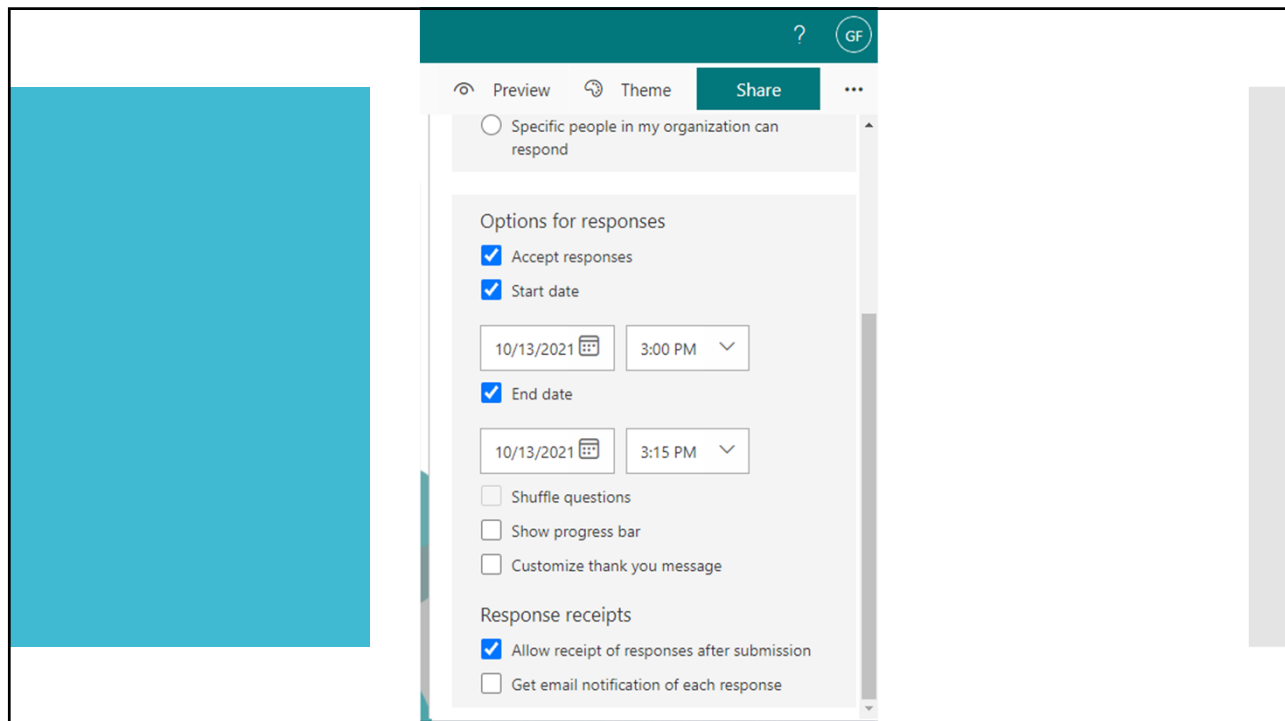 ?
GF
Preview Theme Share ...
Specific people in my organization can
respond
Options for responses
Accept responses
Start date
10/13/2021 3:00 PM
End date
10/13/2021 3:15 PM
Shuffle questions
Show progress bar
Customize thank you message
Response receipts
Allow receipt of responses after submission
Get email notification of each response